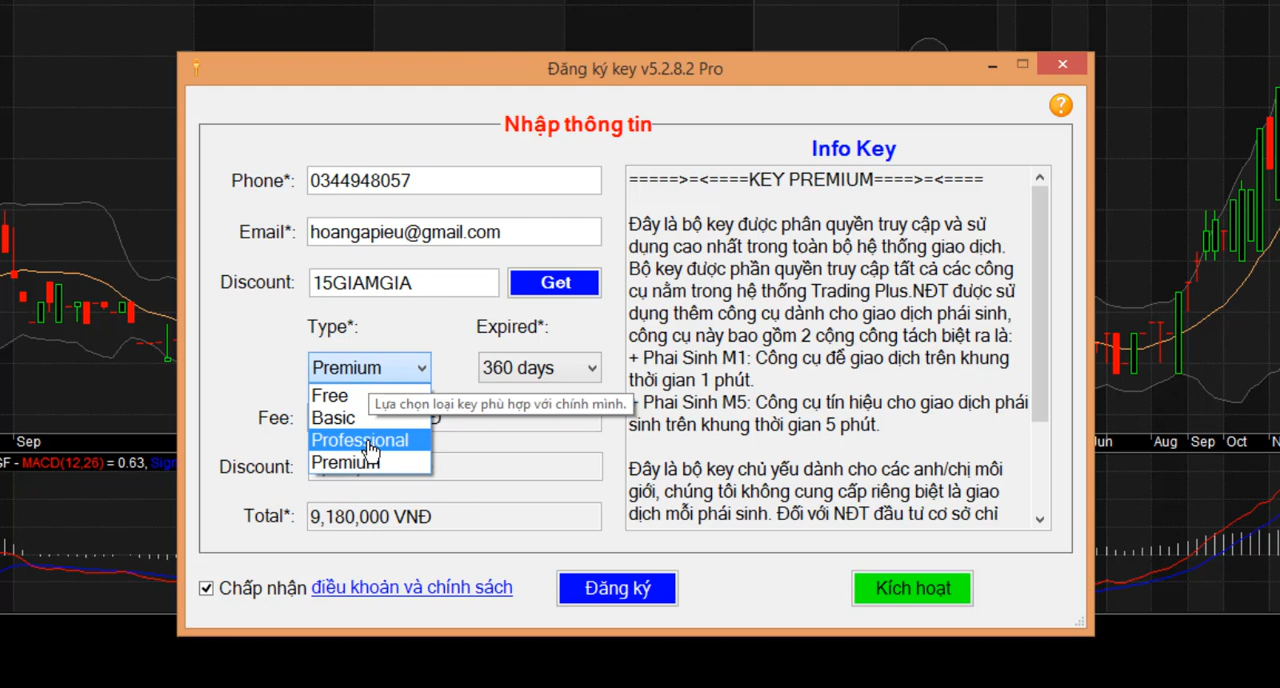 Đăng ký key v5.2.8.2 Pro
Nhập thông tin
Info Key
Phone*: 0344948057
Email*: hoangapieu@gmail.com
Discount: 15GIAMGIA Get
Type*: Expired*:
Premium 360 days
Free
Basic
Professional
Premium
Lựa chọn loại key phù hợp với chính mình.
Fee:
Discount:
Total*: 9,180,000 VNĐ
=====>=<====KEY PREMIUM====>=<====
Đây là bộ key được phân quyền truy cập và sử
dụng cao nhất trong toàn bộ hệ thống giao dịch.
Bộ key được phần quyền truy cập tất cả các công
cụ nằm trong hệ thống Trading Plus.NĐT được sử
dụng thêm công cụ dành cho giao dịch phái sinh,
công cụ này bao gồm 2 cộng công tách biệt ra là:
+ Phai Sinh M1: Công cụ để giao dịch trên khung
thời gian 1 phút.
+ Phai Sinh M5: Công cụ tín hiệu cho giao dịch phái
sinh trên khung thời gian 5 phút.
Đây là bộ key chủ yếu dành cho các anh/chị môi
giới, chúng tôi không cung cấp riêng biệt là giao
dịch mỗi phái sinh. Đối với NĐT đầu tư cơ sở chỉ
Chấp nhận điều khoản và chính sách
Đăng ký
Kích hoạt
Sep
Jun Aug Sep Oct
MACD(12,26) = 0.63,